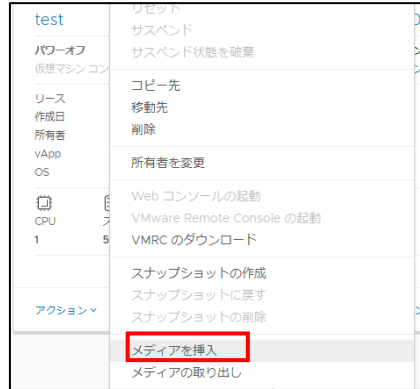 test
パワーオフ
仮想マシン コン
リース
作成日
所有者
vApp
OS
CPU
1
5
アクション
リセット
サスペンド
サスペンド状態を破棄
コピー先
移動先
削除
所有者を変更
Web コンソールの起動
VMware Remote Console の起動
VMRC のダウンロード
スナップショットの作成
スナップショットに戻す
スナップショットの削除
メディアを挿入
メディアの取り出し